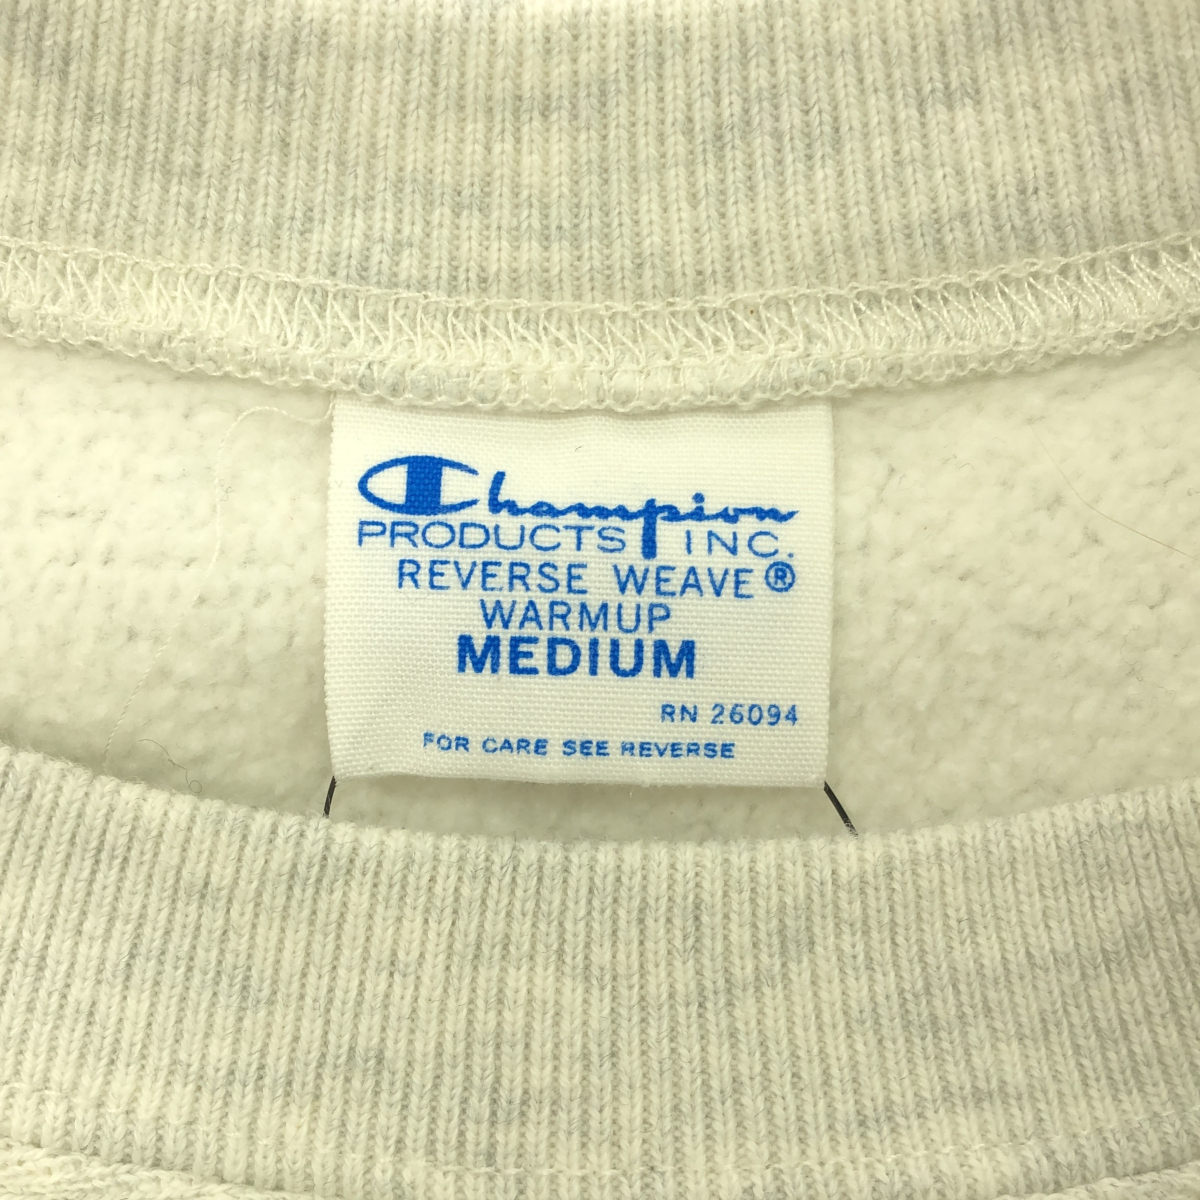 Champion
PRODUCTS INC.
REVERSE WEAVE®
WARMUP
MEDIUM
RN 26094
FOR CARE SEE REVERSE